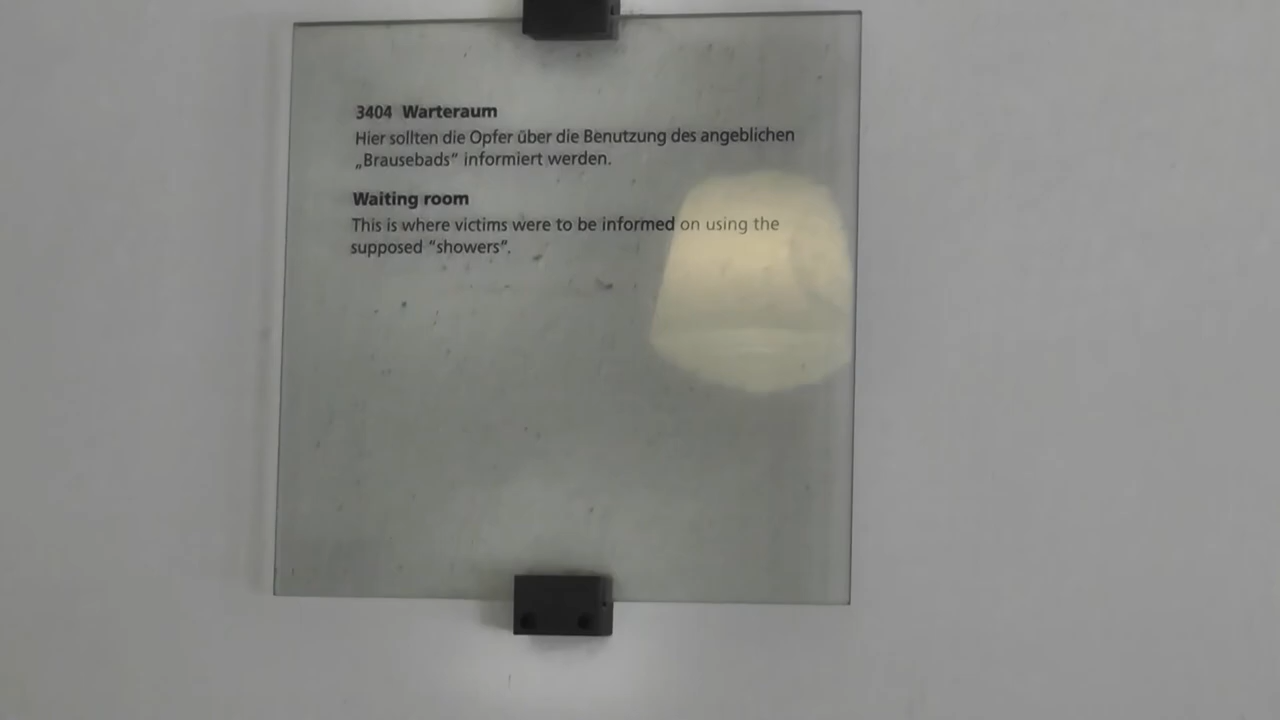 3404 Warteraum
Hier sollten die Opfer über die Benutzung des angeblichen
„Brausebads“ informiert werden.
Waiting room
This is where victims were to be informed on using the
supposed “showers”.